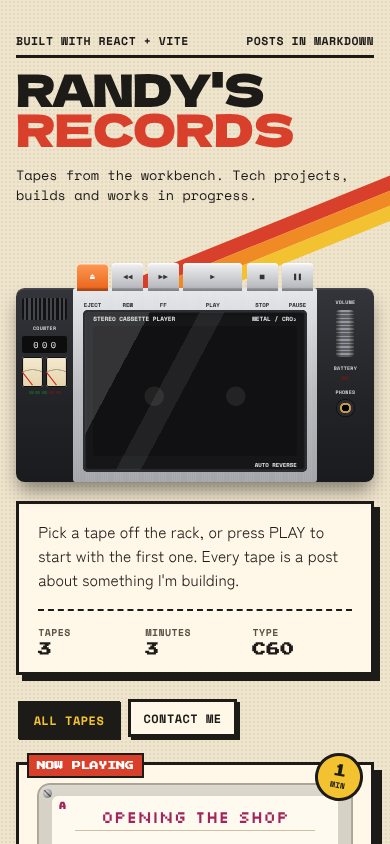 BUILT WITH REACT + VITE
POSTS IN MARKDOWN
RANDY'S
RECORDS
Tapes from the workbench. Tech projects,
builds and works in progress.
EJECT REW FF PLAY STOP PAUSE
STEREO CASSETTE PLAYER
METAL / CRO₂
COUNTER
000
VOLUME
BATTERY
PHONES
AUTO REVERSE
Pick a tape off the rack, or press PLAY to
start with the first one. Every tape is a post
about something I'm building.
TAPES MINUTES TYPE
3 3 C60
ALL TAPES
CONTACT ME
NOW PLAYING
1
MIN
A
OPENING THE SHOP